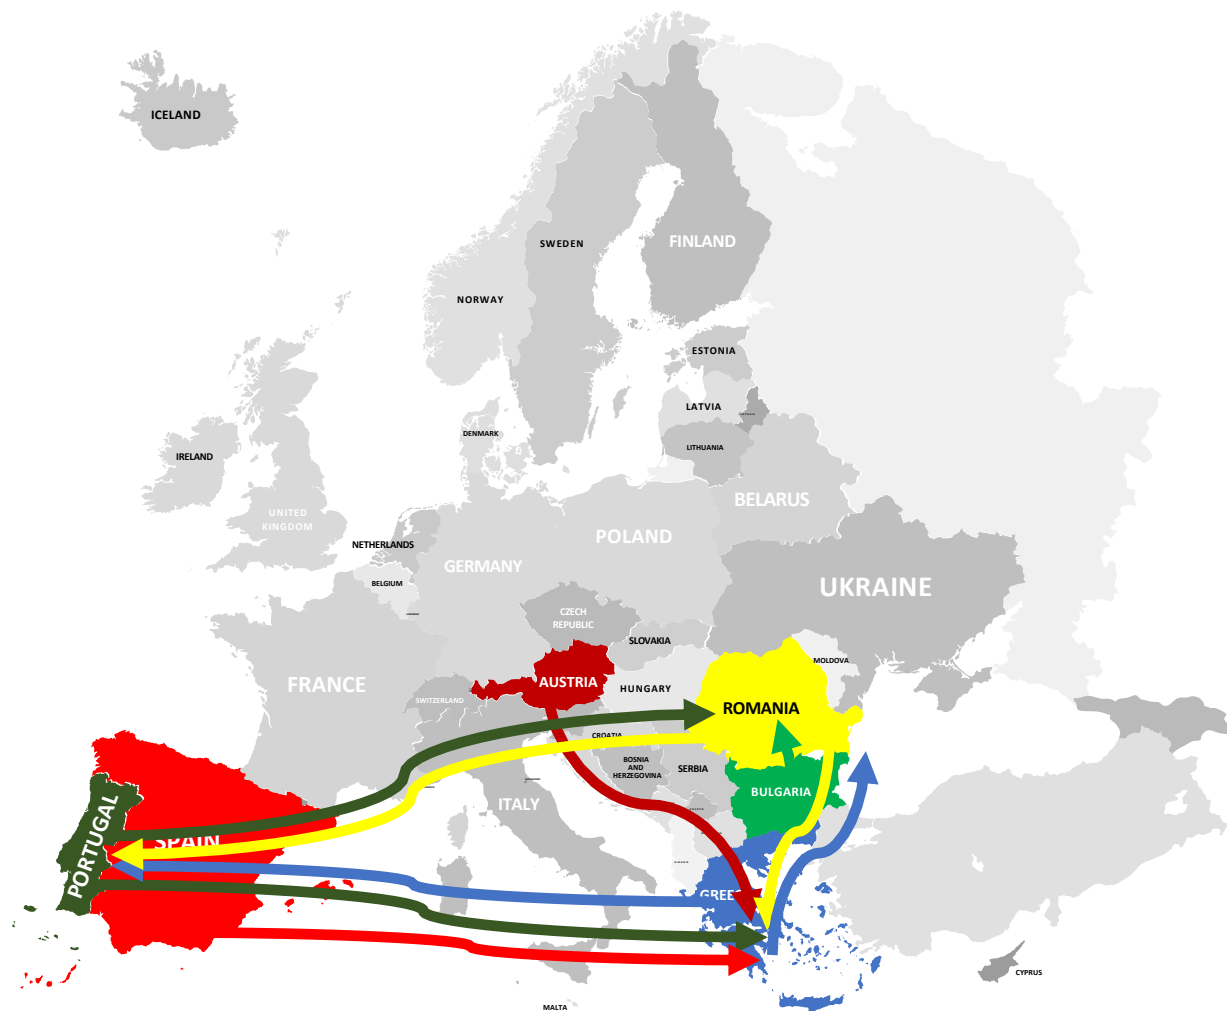 ICELAND
FINLAND
SWEDEN
NORWAY
ESTONIA
LATVIA
DENMARK
LITHUANIA
IRELAND
BELARUS
UNITED
KINGDOM
POLAND
NETHERLANDS
GERMANY
BELGIUM
UKRAINE
CZECH
REPUBLIC
SLOVAKIA
MOLDOVA
FRANCE
AUSTRIA
HUNGARY
SWITZERLAND
ROMANIA
CROATIA
BOSNIA
AND
HERZEGOVINA
SERBIA
BULGARIA
ITALY
PORTUGAL
SPAIN
GREE
CYPRUS
MALTA